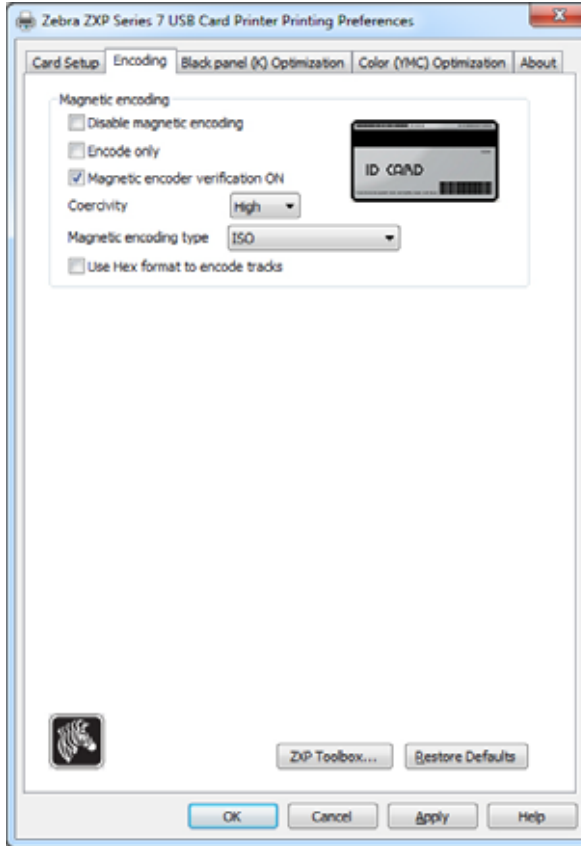 Zebra ZXP Series 7 USB Card Printer Printing Preferences
Card Setup Encoding Black panel (K) Optimization Color (YMC) Optimization About
Magnetic encoding
Disable magnetic encoding
Encode only
ID CARD
Magnetic encoder verification ON
Coercivity High
Magnetic encoding type ISO
Use Hex format to encode tracks
ZXP Toolbox... Restore Defaults
OK Cancel Apply Help